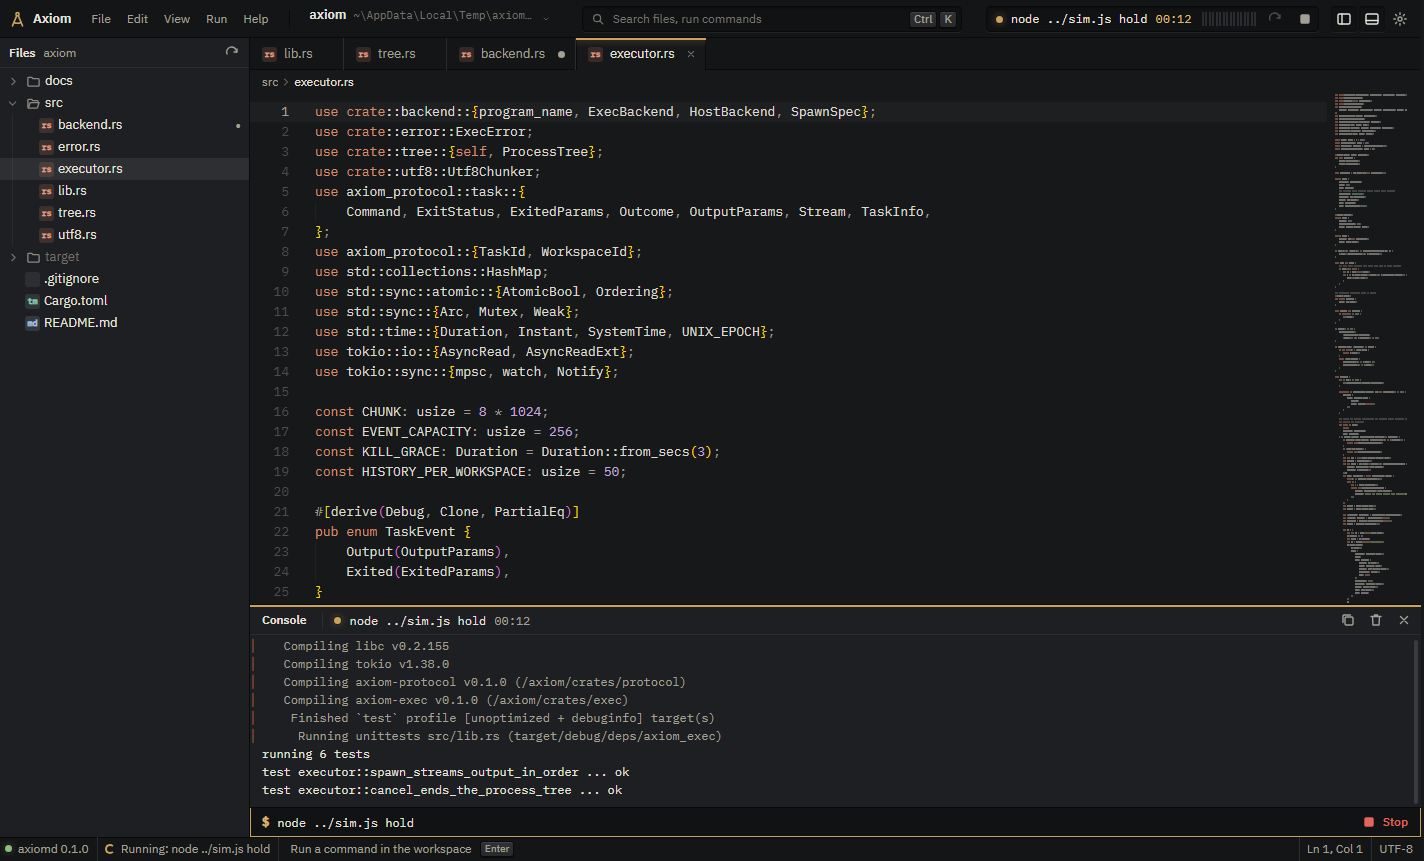 Axiom File Edit View Run Help axiom ~\AppData\Local\Temp\axiom… Search files, run commands Ctrl K node ../sim.js hold 00:12
Files axiom
docs
src
rs backend.rs
rs error.rs
rs executor.rs
rs lib.rs
rs tree.rs
rs utf8.rs
target
.gitignore
tm Cargo.toml
md README.md
rs lib.rs rs tree.rs rs backend.rs rs executor.rs
src > executor.rs
1 use crate::backend::{program_name, ExecBackend, HostBackend, SpawnSpec};
2 use crate::error::ExecError;
3 use crate::tree::{self, ProcessTree};
4 use crate::utf8::Utf8Chunker;
5 use axiom_protocol::task::{
6 Command, ExitStatus, ExitedParams, Outcome, OutputParams, Stream, TaskInfo,
7 };
8 use axiom_protocol::{TaskId, WorkspaceId};
9 use std::collections::HashMap;
10 use std::sync::atomic::{AtomicBool, Ordering};
11 use std::sync::{Arc, Mutex, Weak};
12 use std::time::{Duration, Instant, SystemTime, UNIX_EPOCH};
13 use tokio::io::{AsyncRead, AsyncReadExt};
14 use tokio::sync::{mpsc, watch, Notify};
15
16 const CHUNK: usize = 8 * 1024;
17 const EVENT_CAPACITY: usize = 256;
18 const KILL_GRACE: Duration = Duration::from_secs(3);
19 const HISTORY_PER_WORKSPACE: usize = 50;
20
21 #[derive(Debug, Clone, PartialEq)]
22 pub enum TaskEvent {
23 Output(OutputParams),
24 Exited(ExitedParams),
25 }
Console node ../sim.js hold 00:12
Compiling libc v0.2.155
Compiling tokio v1.38.0
Compiling axiom-protocol v0.1.0 (/axiom/crates/protocol)
Compiling axiom-exec v0.1.0 (/axiom/crates/exec)
Finished `test` profile [unoptimized + debuginfo] target(s)
Running unittests src/lib.rs (target/debug/deps/axiom_exec)
running 6 tests
test executor::spawn_streams_output_in_order ... ok
test executor::cancel_ends_the_process_tree ... ok
$ node ../sim.js hold Stop
axiomd 0.1.0 Running: node ../sim.js hold Run a command in the workspace Enter Ln 1, Col 1 UTF-8